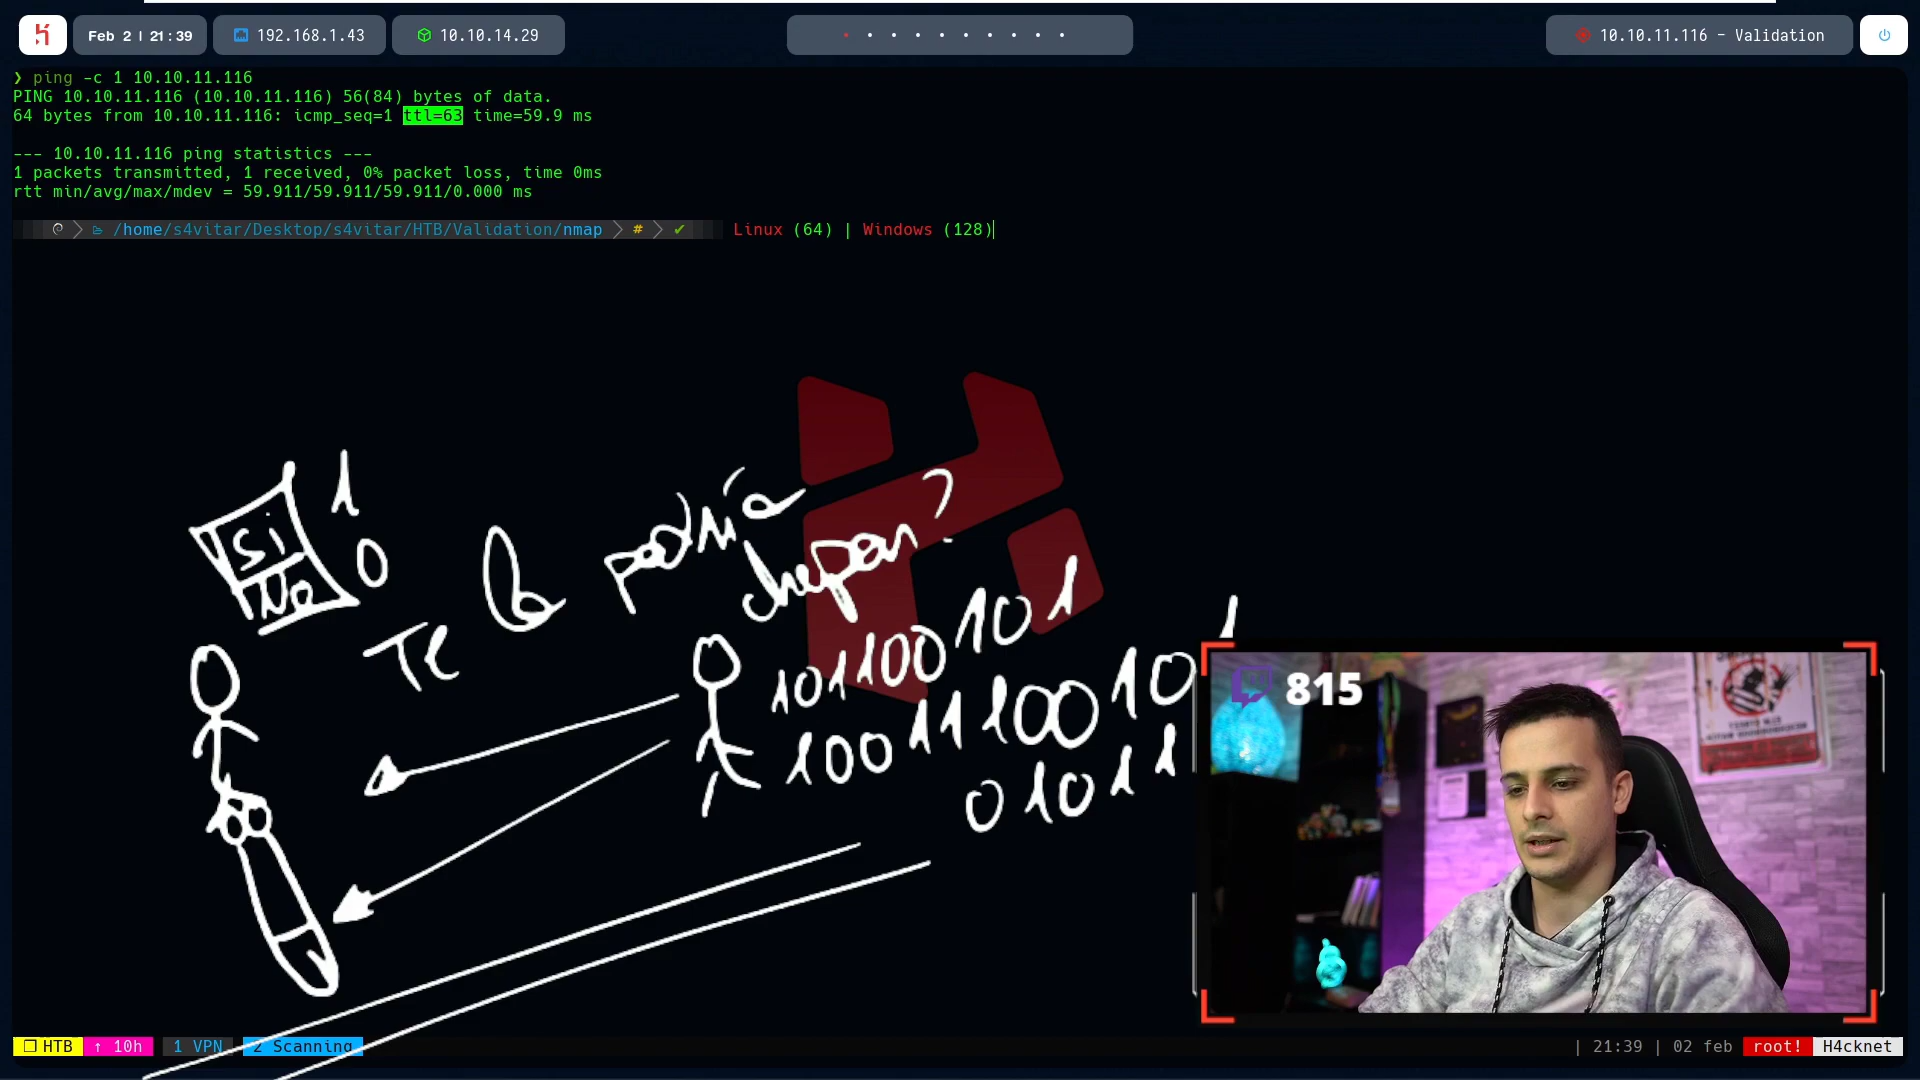 Feb 2 | 21:39 192.168.1.43 10.10.14.29 10.10.11.116 - Validation
❯ ping -c 1 10.10.11.116
PING 10.10.11.116 (10.10.11.116) 56(84) bytes of data.
64 bytes from 10.10.11.116: icmp_seq=1 ttl=63 time=59.9 ms
--- 10.10.11.116 ping statistics ---
1 packets transmitted, 1 received, 0% packet loss, time 0ms
rtt min/avg/max/mdev = 59.911/59.911/59.911/0.000 ms
/home/s4vitar/Desktop/s4vitar/HTB/Validation/nmap # ✔ Linux (64) | Windows (128)
Si 1
No 0
Te la podría
chupar?
101100101
1001110010
01011
815
HTB ↑ 10h 1 VPN 2 Scanning | 21:39 | 02 feb root! H4cknet